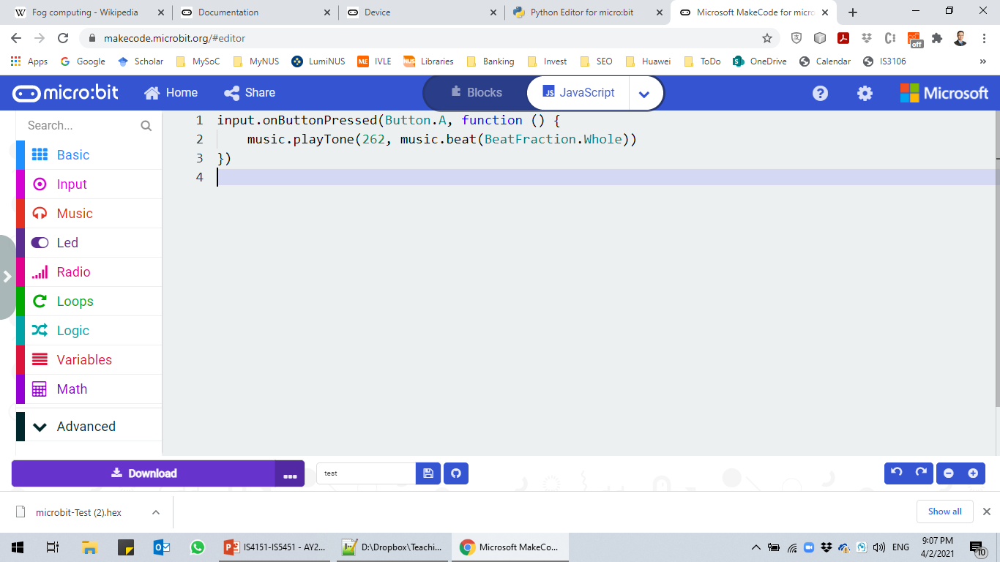 Fog computing - Wikipedia
Documentation
Device
Python Editor for micro:bit
Microsoft MakeCode for micro
makecode.microbit.org/#editor
off
Apps Google Scholar MySoC MyNUS LumiNUS ME IVLE NUS Libraries Banking Invest SEO Huawei ToDo OneDrive Calendar IS3106 »
micro:bit Home Share Blocks JS JavaScript ? Microsoft
Search...
Basic
Input
Music
Led
Radio
Loops
Logic
Variables
Math
Advanced
1 input.onButtonPressed(Button.A, function () {
2 music.playTone(262, music.beat(BeatFraction.Whole))
3 })
4
Download ... test
microbit-Test (2).hex
Show all
IS4151-IS5451 - AY2... D:\Dropbox\Teachi... Microsoft MakeCo... ENG
9:07 PM
4/2/2021
10